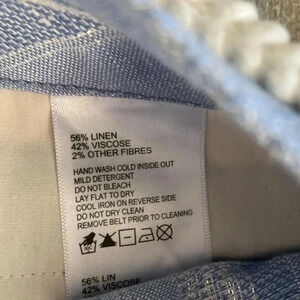 56% LINEN
42% VISCOSE
2% OTHER FIBRES
HAND WASH COLD INSIDE OUT
MILD DETERGENT
DO NOT BLEACH
LAY FLAT TO DRY
COOL IRON ON REVERSE SIDE
DO NOT DRY CLEAN
REMOVE BELT PRIOR TO CLEANING
56% LIN
42% VISCOSE